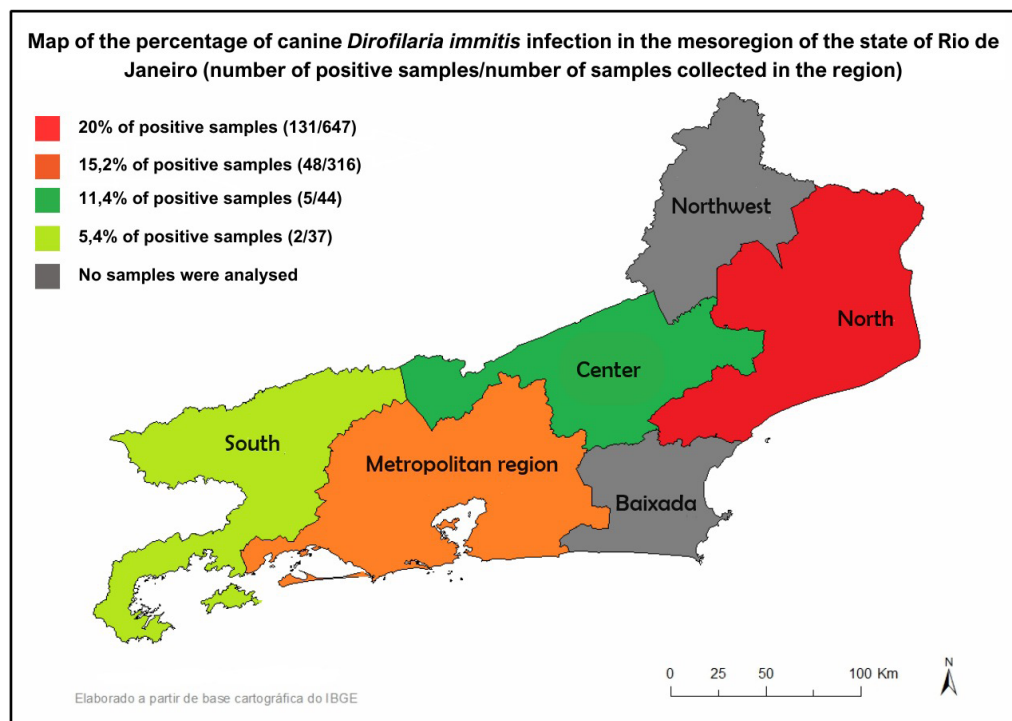 Map of the percentage of canine Dirofilaria immitis infection in the mesoregion of the state of Rio de
Janeiro (number of positive samples/number of samples collected in the region)
20% of positive samples (131/647)
15,2% of positive samples (48/316)
11,4% of positive samples (5/44)
5,4% of positive samples (2/37)
No samples were analysed
Northwest
North
Center
South
Metropolitan region
Baixada
N
0 25 50 100 Km
Elaborado a partir de base cartogrâfica do IBGE